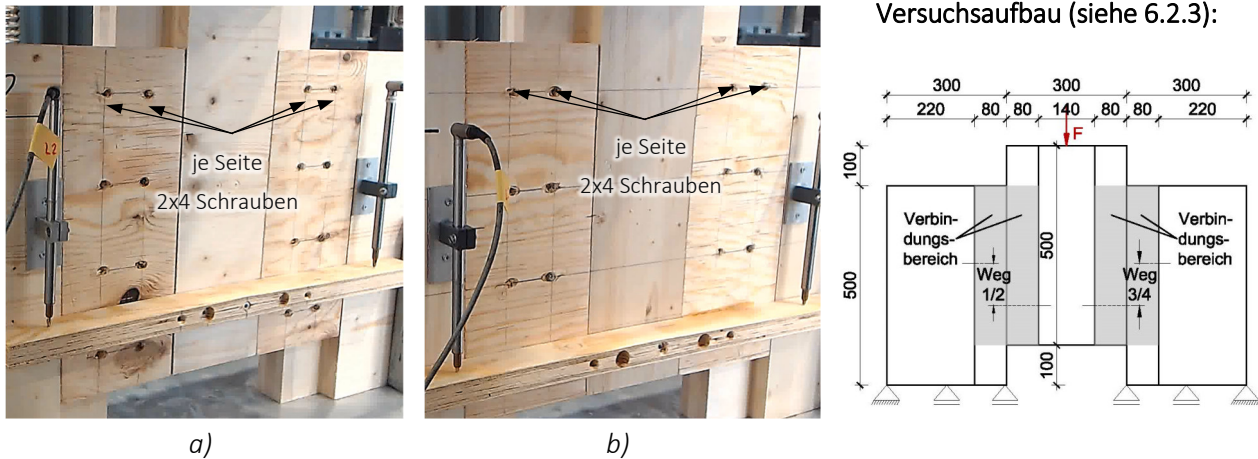 je Seite
2x4 Schrauben
a)
je Seite
2x4 Schrauben
b)
L2
Versuchsaufbau (siehe 6.2.3):
300 300 300
220 80 80 140 80 80 220
F
100
500
Verbin-
dungs-
bereich
Weg
1/2
500
Weg
3/4
Verbin-
dungs-
bereich
100